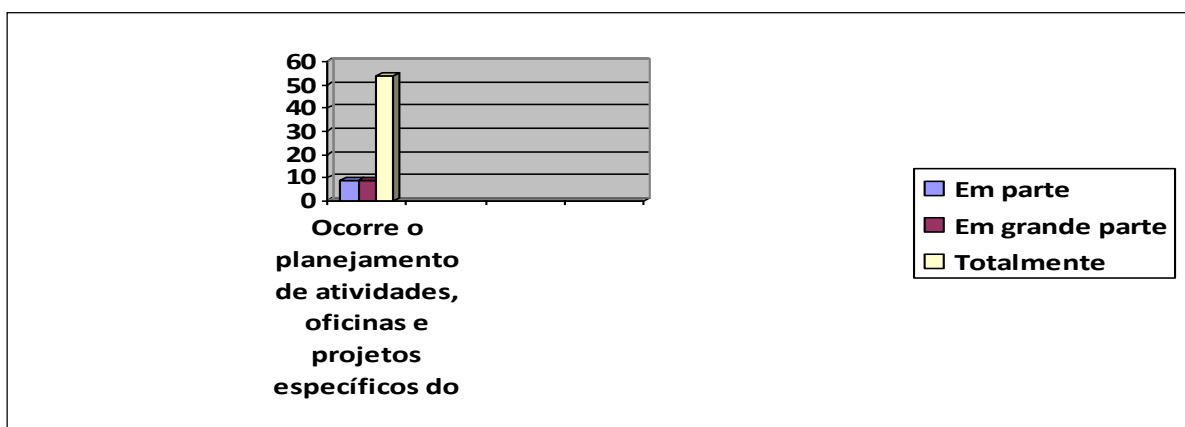 60
50
40
30
20
10
0
Ocorre o
planejamento
de atividades,
oficinas e
projetos
específicos do
Em parte
Em grande parte
Totalmente